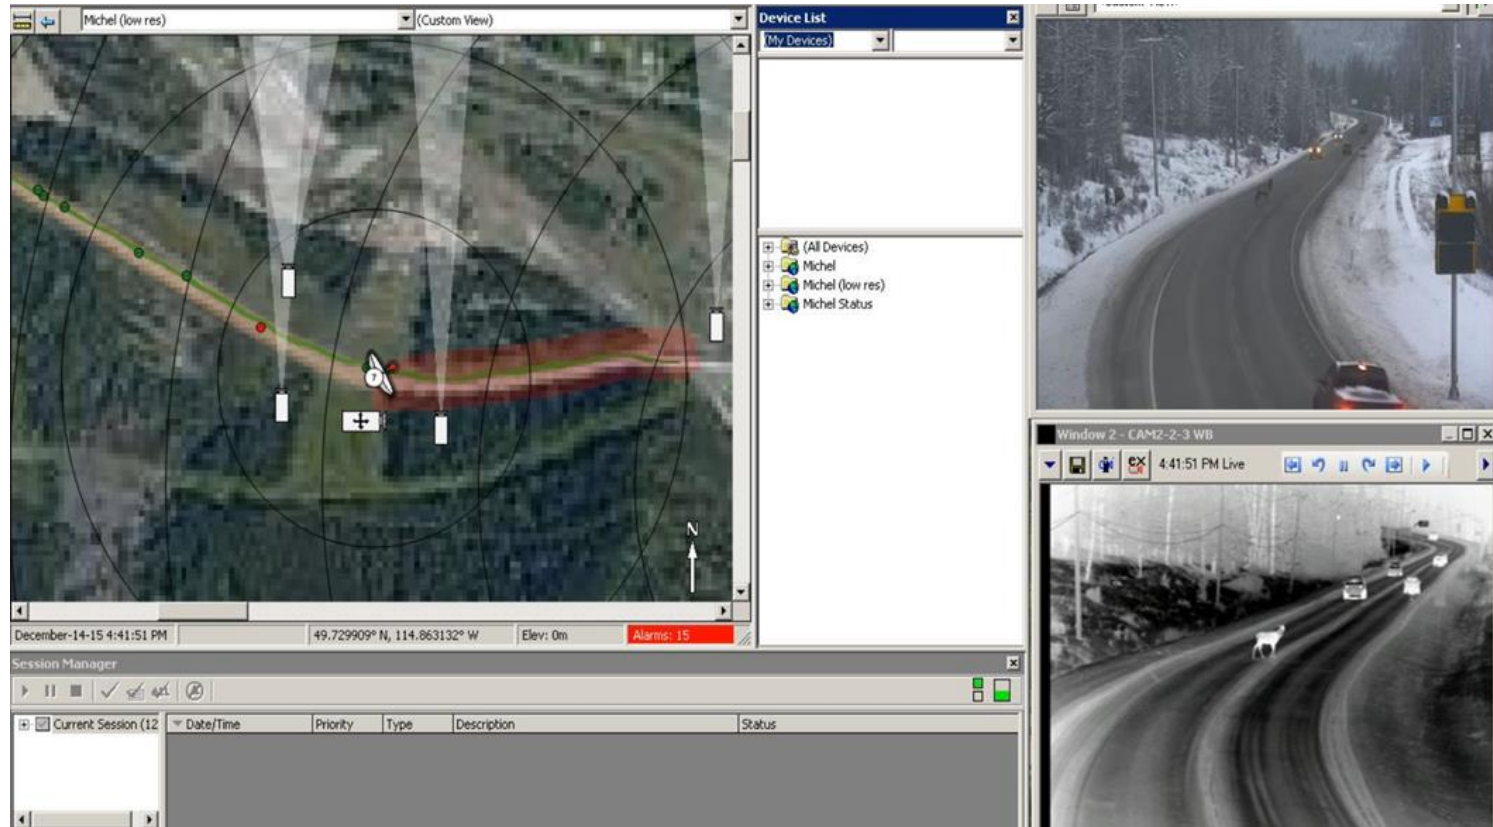 Michel (low res)
(Custom View)
7
N
December-14-15 4:41:51 PM
49.729909° N, 114.863132° W
Elev: 0m
Alarms: 15
Device List
(My Devices)
(All Devices)
Michel
Michel (low res)
Michel Status
Session Manager
Current Session (12
Date/Time
Priority
Type
Description
Status
Window 2 - CAM2-2-3 WB
ex
4:41:51 PM Live